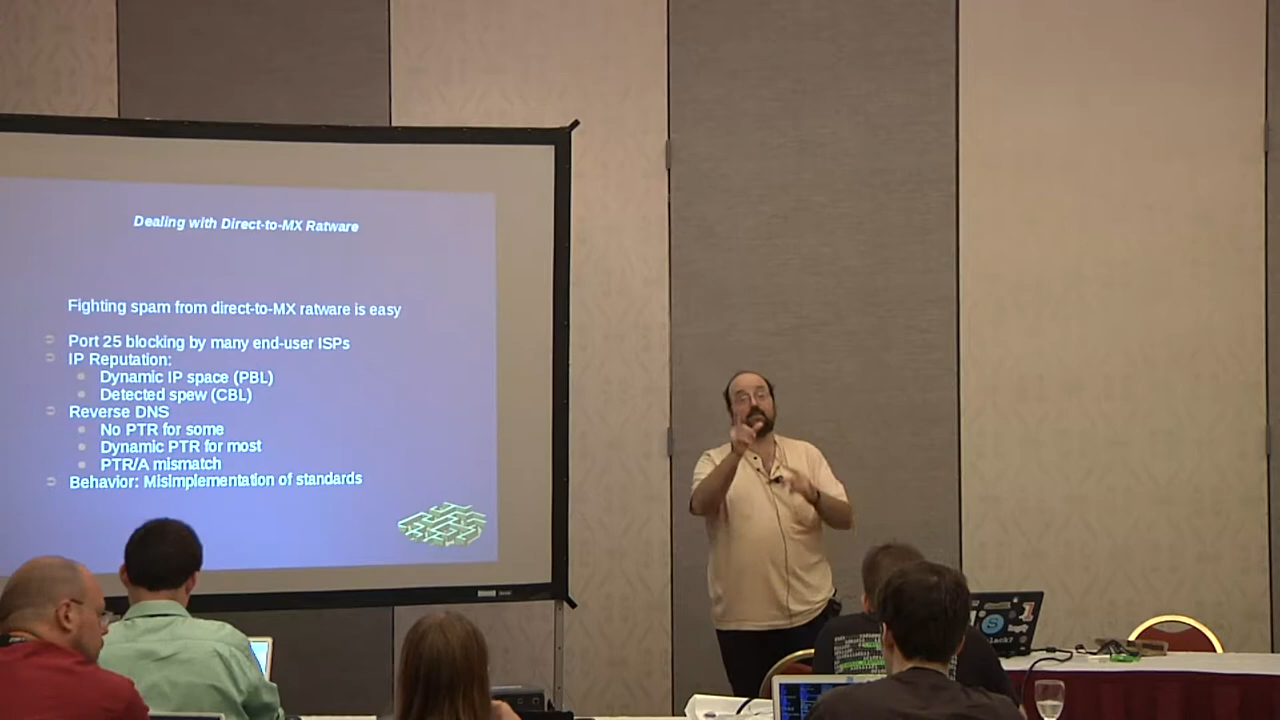 Dealing with Direct-to-MX Ratware
Fighting spam from direct-to-MX ratware is easy
Port 25 blocking by many end-user ISPs
IP Reputation:
Dynamic IP space (PBL)
Detected spew (CBL)
Reverse DNS
No PTR for some
Dynamic PTR for most
PTR/A mismatch
Behavior: Misimplementation of standards